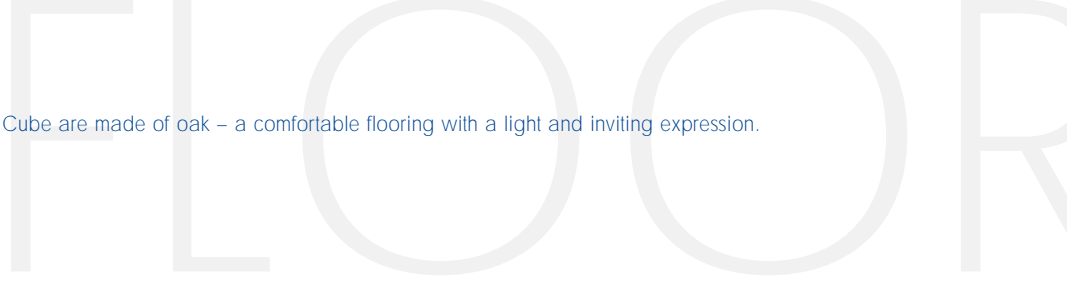 FLOOR
Cube are made of oak – a comfortable flooring with a light and inviting expression.